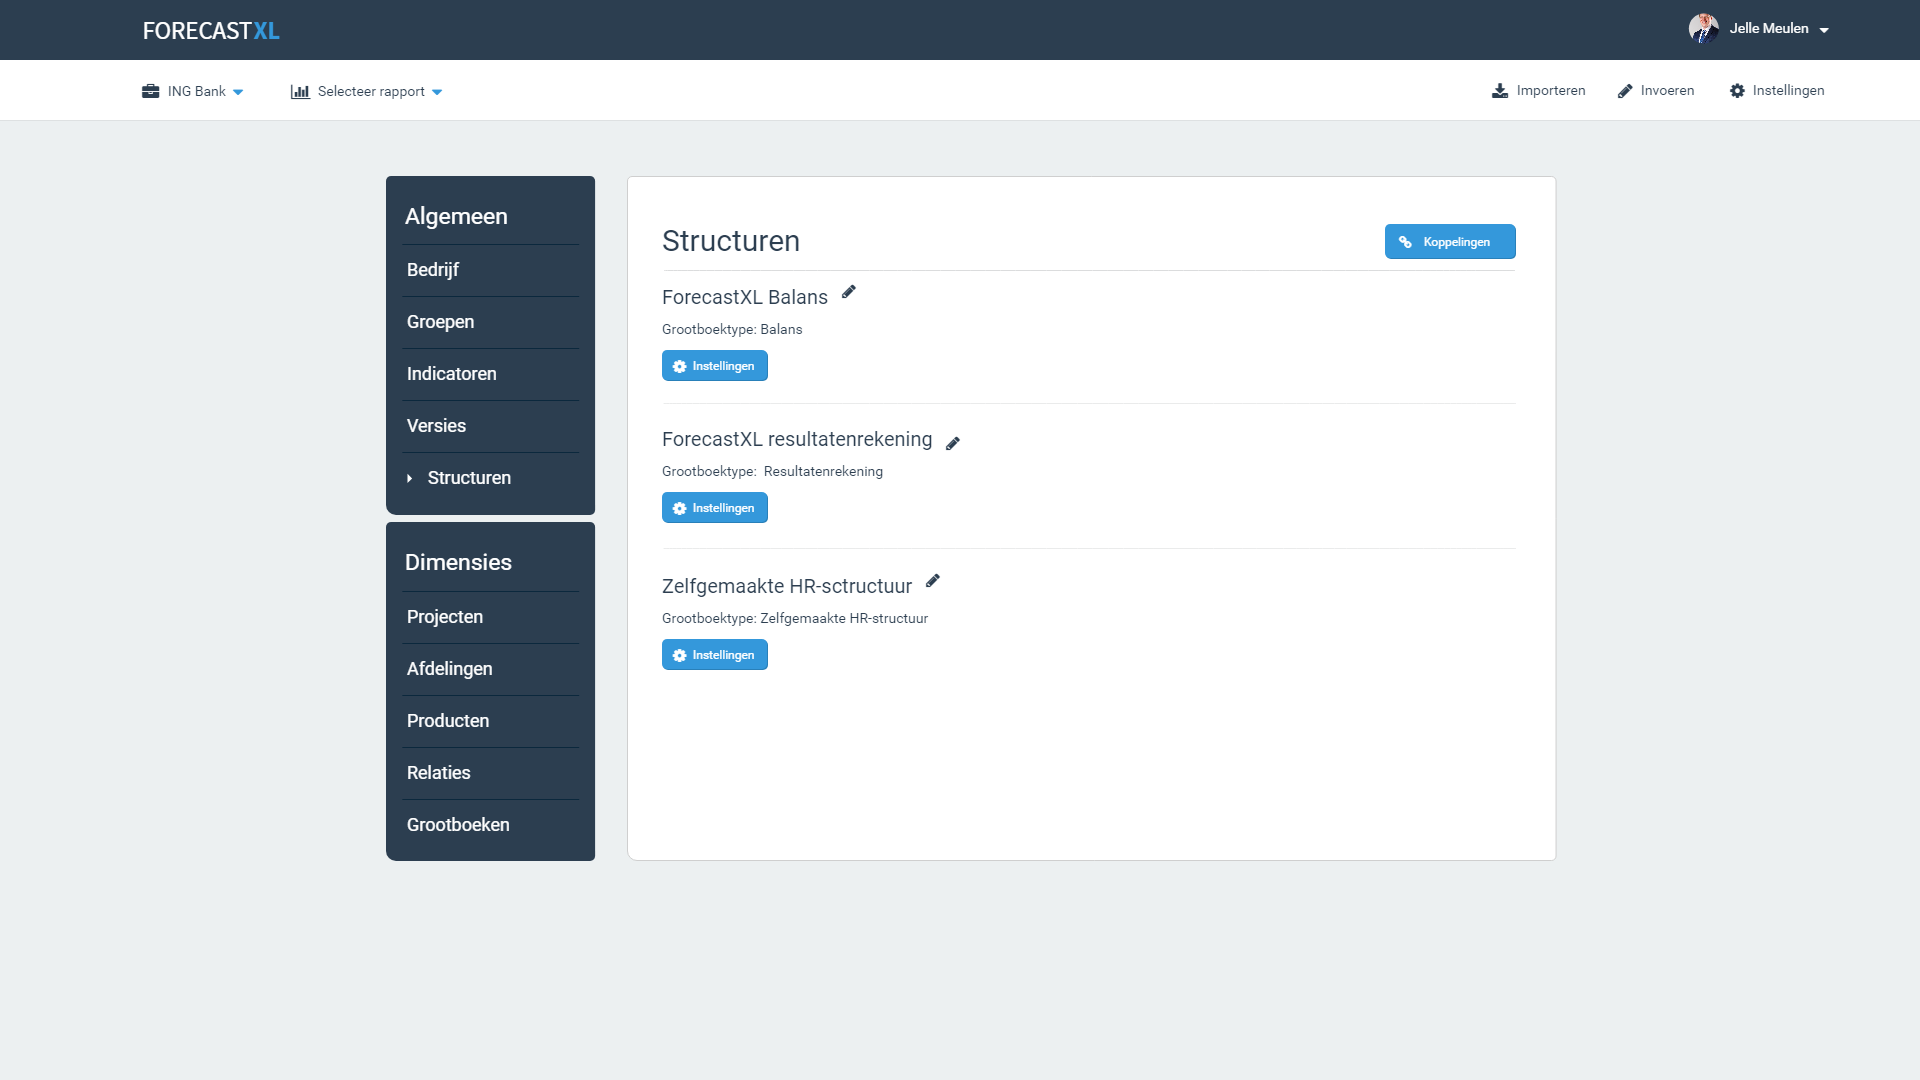 FORECASTXL
Jelle Meulen
ING Bank
Selecteer rapport
Importeren
Invoeren
Instellingen
Algemeen
Bedrijf
Groepen
Indicatoren
Versies
Structuren
Dimensies
Projecten
Afdelingen
Producten
Relaties
Grootboeken
Structuren
Koppelingen
ForecastXL Balans
Grootboektype: Balans
Instellingen
ForecastXL resultatenrekening
Grootboektype: Resultatenrekening
Instellingen
Zelfgemaakte HR-sctructuur
Grootboektype: Zelfgemaakte HR-structuur
Instellingen